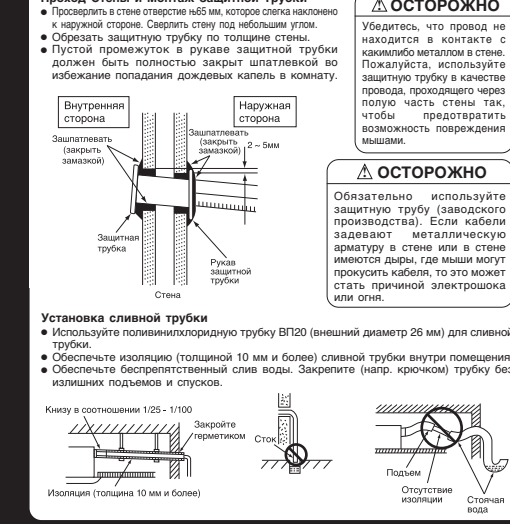 Проход стены и монтаж защитной трубки
● Просверлить в стене отверстие њ65 мм, которое слегка наклонено
к наружной стороне. Сверлить стену под небольшим углом.
● Обрезать защитную трубку по толщине стены.
● Пустой промежуток в рукаве защитной трубки
должен быть полностью закрыт шпатлевкой во
избежание попадания дождевых капель в комнату.
Внутренняя
сторона
Наружная
сторона
Зашпатлевать
(закрыть
замазкой)
Зашпатлевать
(закрыть
замазкой)
2 ~ 5мм
Защитная
трубка
Рукав
защитной
трубки
Стена
⚠ ОСТОРОЖНО
Убедитесь, что провод не
находится в контакте с
какимлибо металлом в стене.
Пожалуйста, используйте
защитную трубку в качестве
провода, проходящего через
полую часть стены так,
чтобы предотвратить
возможность повреждения
мышами.
⚠ ОСТОРОЖНО
Обязательно используйте
защитную трубу (заводского
производства). Если кабели
задевают металлическую
арматуру в стене или в стене
имеются дыры, где мыши могут
прокусить кабеля, то это может
стать причиной электрошока
или огня.
Установка сливной трубки
● Используйте поливинилхлоридную трубку ВП20 (внешний диаметр 26 мм) для сливной
трубки.
● Обеспечьте изоляцию (толщиной 10 мм и более) сливной трубки внутри помещения
● Обеспечьте беспрепятственный слив воды. Закрепите (напр. крючком) трубку без
излишних подъемов и спусков.
Книзу в соотношении 1/25 - 1/100
Закройте
герметиком
Изоляция (толщина 10 мм и более)
Сток
Подъем
Отсутствие
изоляции
Стоячая
вода